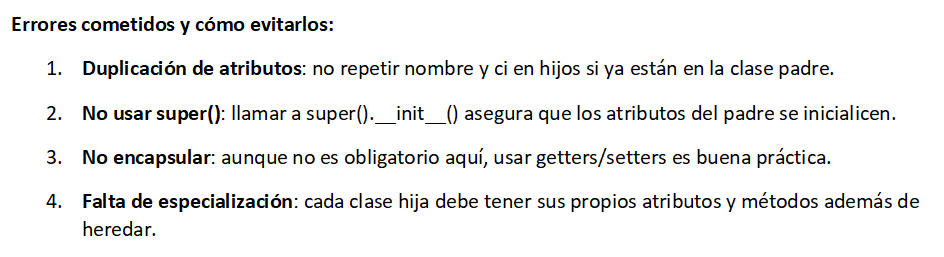 Errores cometidos y cómo evitarlos:
1. Duplicación de atributos: no repetir nombre y ci en hijos si ya están en la clase padre.
2. No usar super(): llamar a super().__init__() asegura que los atributos del padre se inicialicen.
3. No encapsular: aunque no es obligatorio aquí, usar getters/setters es buena práctica.
4. Falta de especialización: cada clase hija debe tener sus propios atributos y métodos además de
heredar.